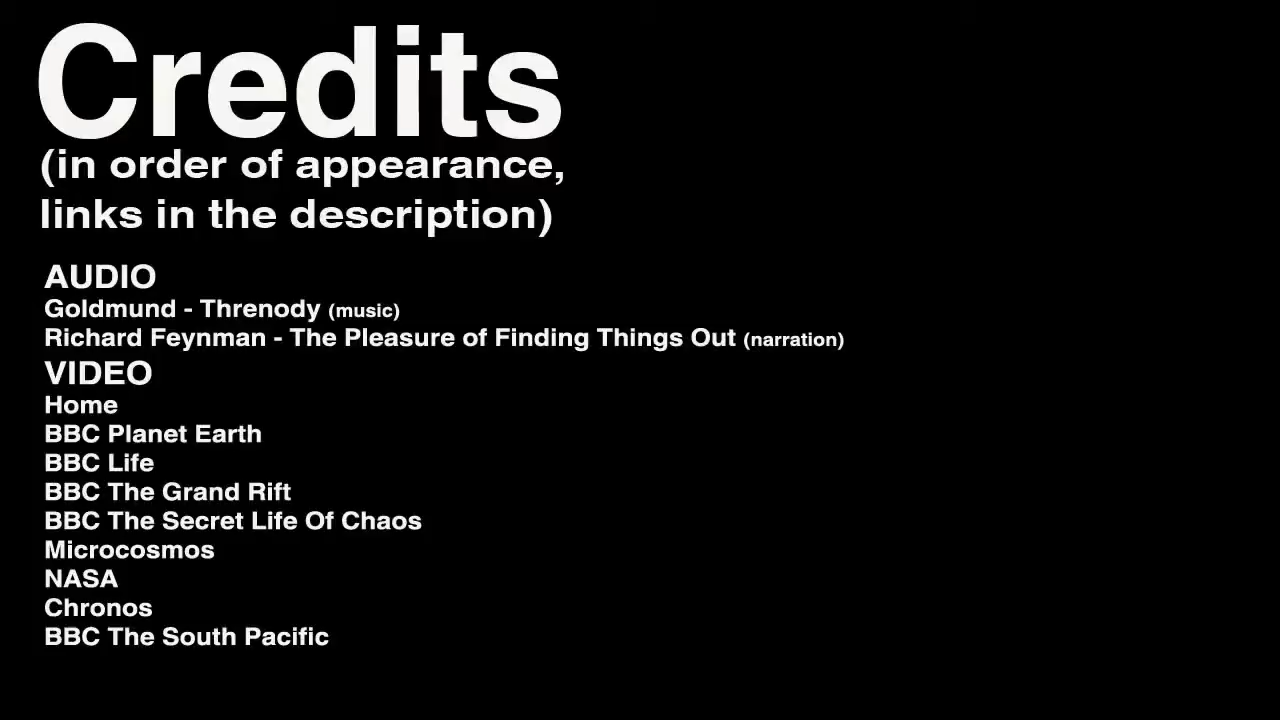 Credits
(in order of appearance,
links in the description)
AUDIO
Goldmund - Threnody (music)
Richard Feynman - The Pleasure of Finding Things Out (narration)
VIDEO
Home
BBC Planet Earth
BBC Life
BBC The Grand Rift
BBC The Secret Life Of Chaos
Microcosmos
NASA
Chronos
BBC The South Pacific